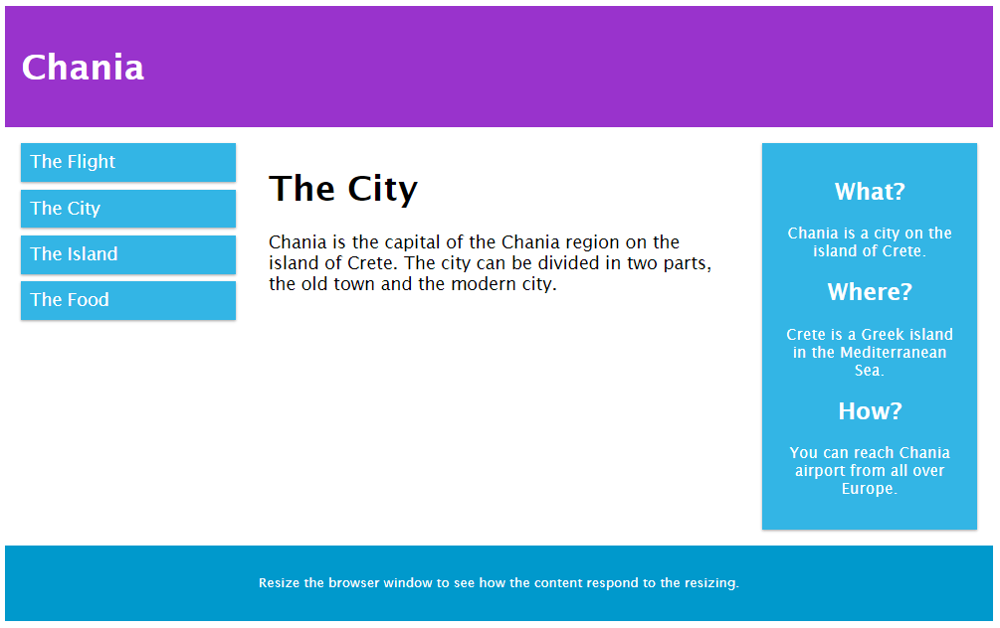 Chania
The Flight
The City
The Island
The Food
The City
Chania is the capital of the Chania region on the
island of Crete. The city can be divided in two parts,
the old town and the modern city.
What?
Chania is a city on the
island of Crete.
Where?
Crete is a Greek island
in the Mediterranean
Sea.
How?
You can reach Chania
airport from all over
Europe.
Resize the browser window to see how the content respond to the resizing.